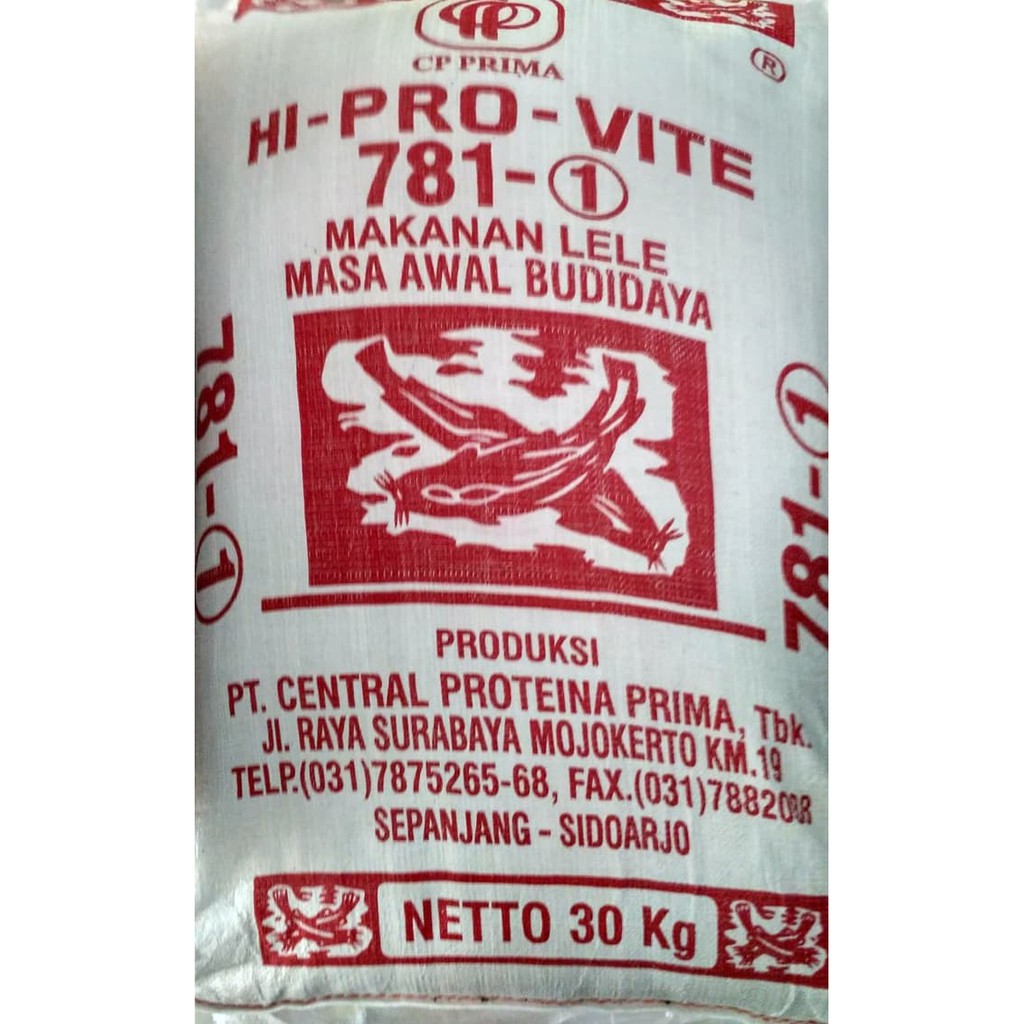 CP PRIMA
®
HI-PRO-VITE
781-①
MAKANAN LELE
MASA AWAL BUDIDAYA
781-①
781-①
PRODUKSI
PT. CENTRAL PROTEINA PRIMA, Tbk.
Jl. RAYA SURABAYA MOJOKERTO KM.19
TELP.(031)7875265-68, FAX.(031)
SEPANJANG - SIDOARJO
NETTO 30 Kg